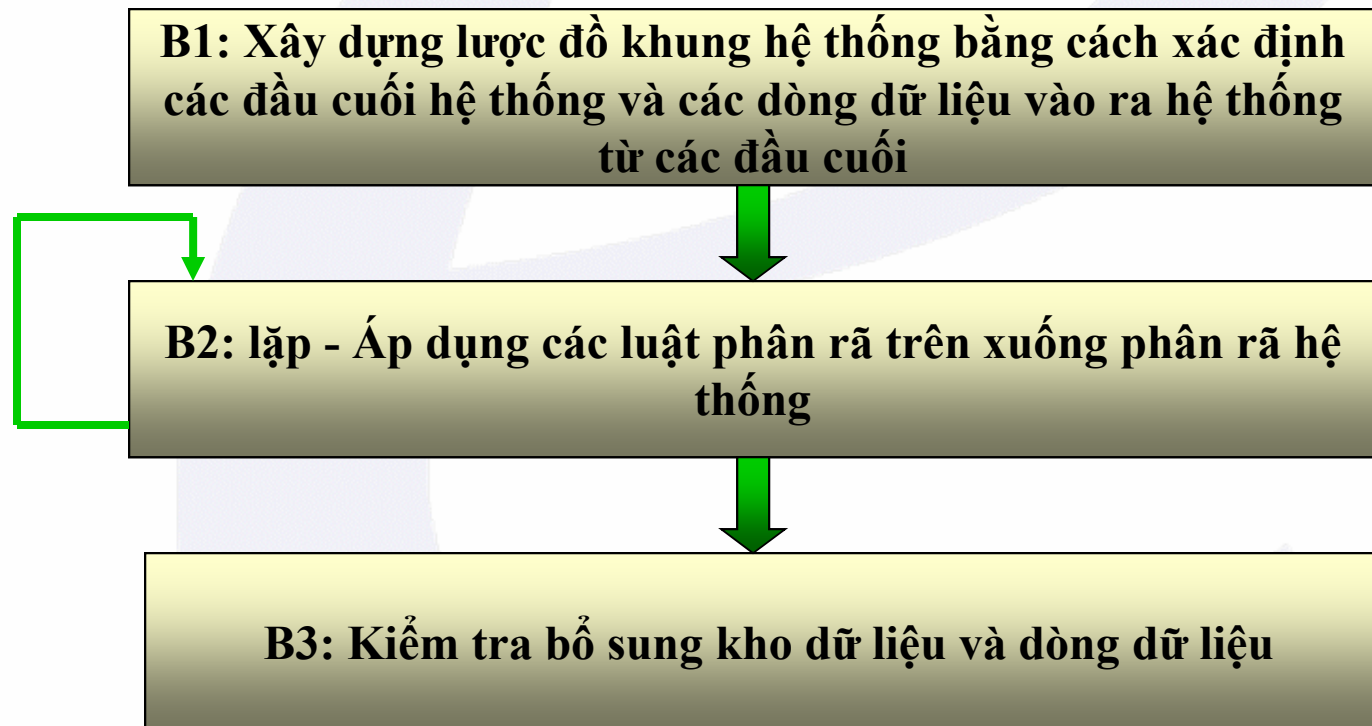 B1: Xây dựng lược đồ khung hệ thống bằng cách xác định
các đầu cuối hệ thống và các dòng dữ liệu vào ra hệ thống
từ các đầu cuối
B2: lặp - Áp dụng các luật phân rã trên xuống phân rã hệ
thống
B3: Kiểm tra bổ sung kho dữ liệu và dòng dữ liệu